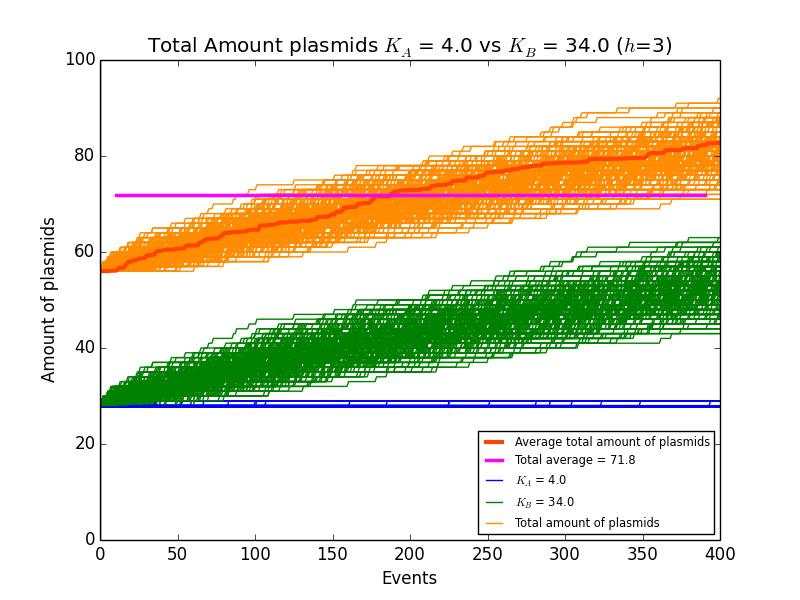 Total Amount plasmids K_A = 4.0 vs K_B = 34.0 (h=3)
100
80
60
40
20
0
Amount of plasmids
Average total amount of plasmids
Total average = 71.8
K_A = 4.0
K_B = 34.0
Total amount of plasmids
0 50 100 150 200 250 300 350 400
Events